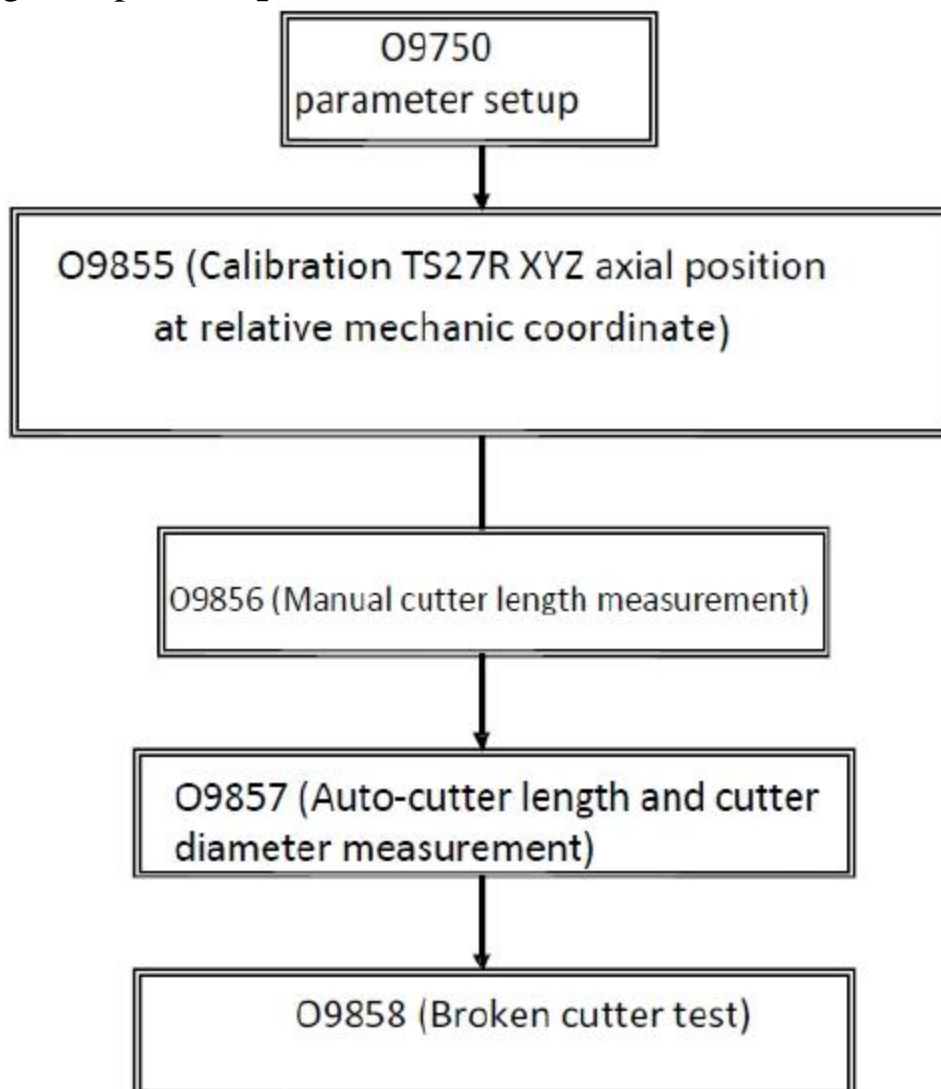 O9750
parameter setup
O9855 (Calibration TS27R XYZ axial position
at relative mechanic coordinate)
O9856 (Manual cutter length measurement)
O9857 (Auto-cutter length and cutter
diameter measurement)
O9858 (Broken cutter test)